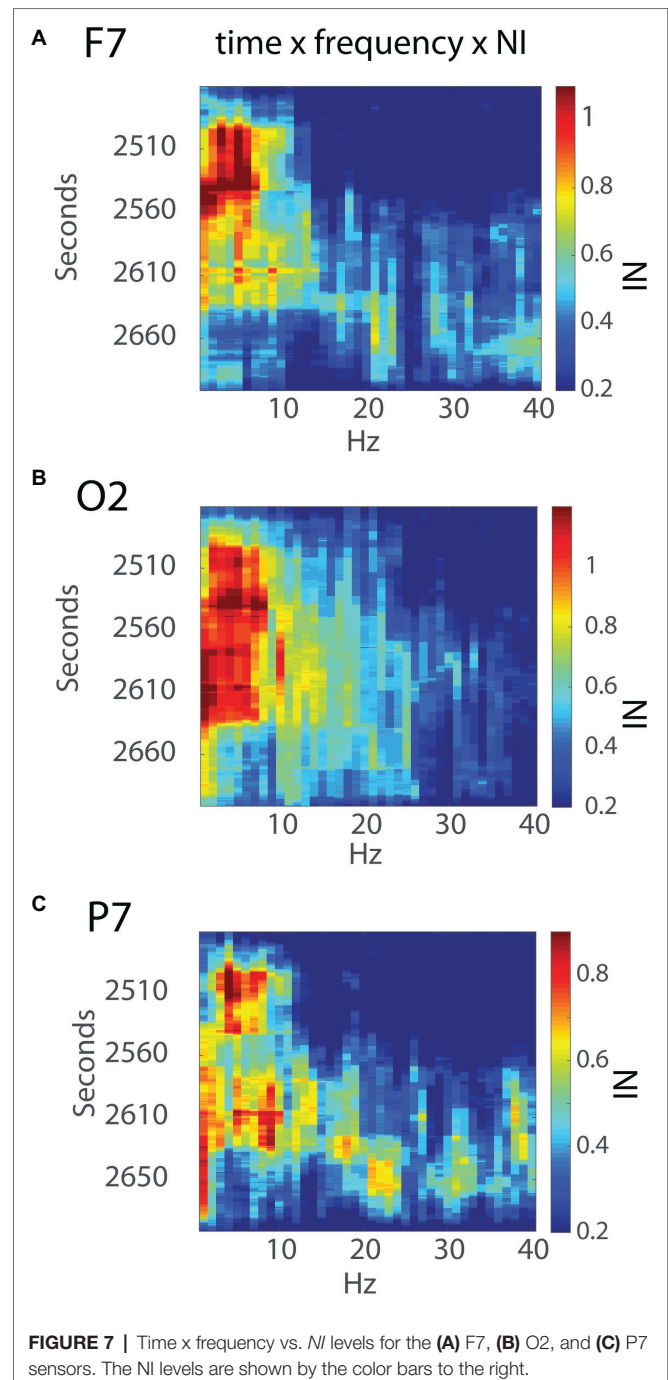 A F7 time x frequency x NI
Seconds
2510
2560
2610
2660
10 20 30 40
Hz
1
0.8
0.6
0.4
0.2
NI
B O2
Seconds
2510
2560
2610
2660
10 20 30 40
Hz
1
0.8
0.6
0.4
0.2
NI
C P7
Seconds
2510
2560
2610
2650
10 20 30 40
Hz
0.8
0.6
0.4
0.2
NI
FIGURE 7 | Time x frequency vs. NI levels for the (A) F7, (B) O2, and (C) P7
sensors. The NI levels are shown by the color bars to the right.